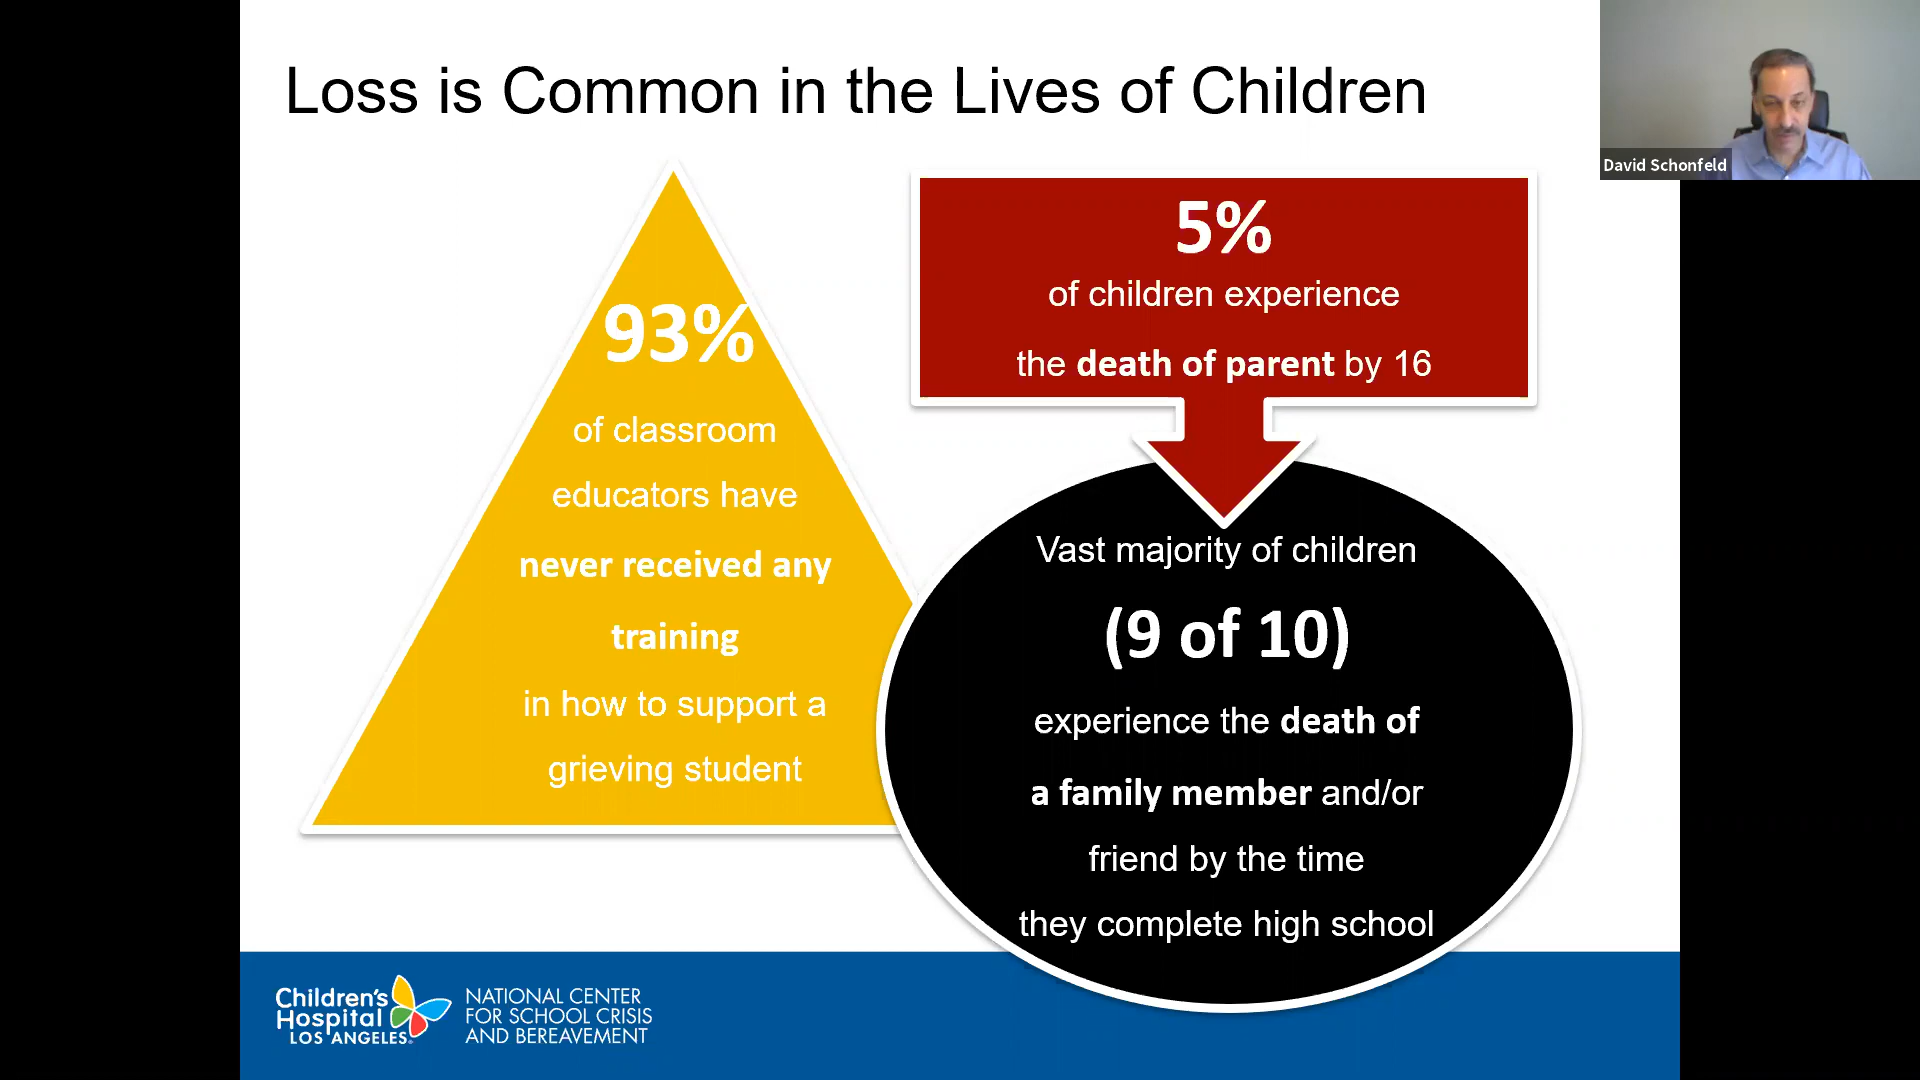 Loss is Common in the Lives of Children
David Schonfeld
93%
of classroom
educators have
never received any
training
in how to support a
grieving student
5%
of children experience
the death of parent by 16
Vast majority of children
(9 of 10)
experience the death of
a family member and/or
friend by the time
they complete high school
Children's
Hospital
LOS ANGELES®
NATIONAL CENTER
FOR SCHOOL CRISIS
AND BEREAVEMENT